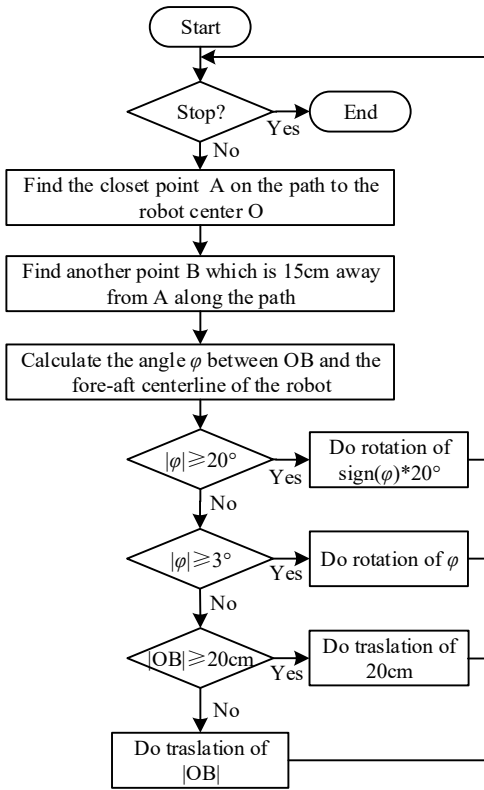 Start
Stop?
End
Yes
No
Find the closet point A on the path to the
robot center O
Find another point B which is 15cm away
from A along the path
Calculate the angle φ between OB and the
fore-aft centerline of the robot
|φ|≥20°
Yes
Do rotation of
sign(φ)*20°
No
|φ|≥3°
Yes
Do rotation of φ
No
|OB|≥20cm
Yes
Do traslation of
20cm
No
Do traslation of
|OB|